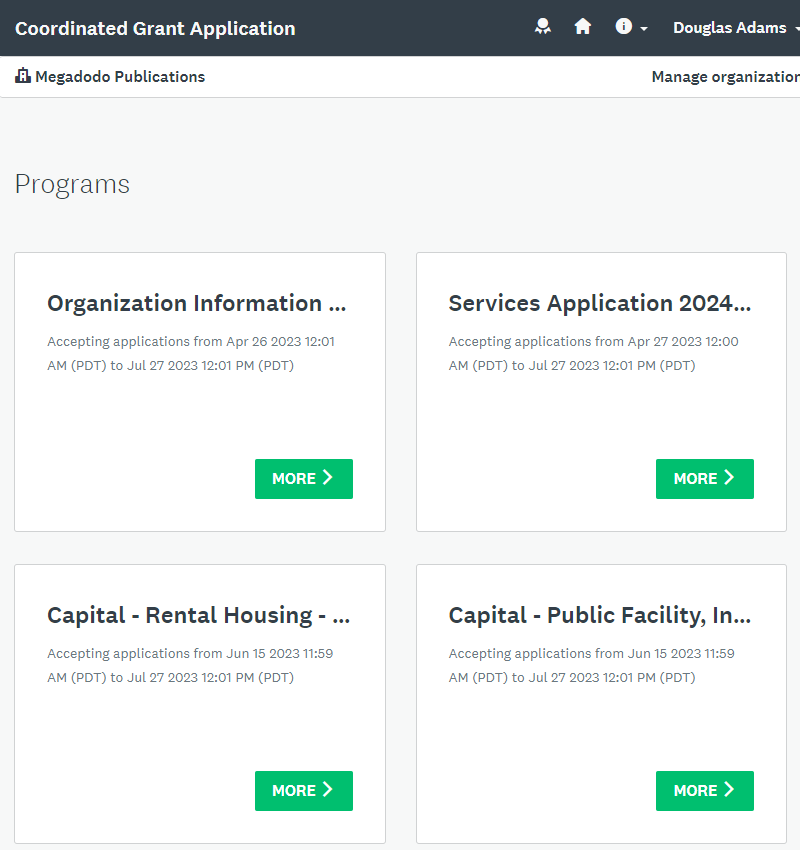 Coordinated Grant Application
Douglas Adams
Megadodo Publications
Manage organization
Programs
Organization Information ...
Accepting applications from Apr 26 2023 12:01
AM (PDT) to Jul 27 2023 12:01 PM (PDT)
MORE
Services Application 2024...
Accepting applications from Apr 27 2023 12:00
AM (PDT) to Jul 27 2023 12:01 PM (PDT)
MORE
Capital - Rental Housing - ...
Accepting applications from Jun 15 2023 11:59
AM (PDT) to Jul 27 2023 12:01 PM (PDT)
MORE
Capital - Public Facility, In...
Accepting applications from Jun 15 2023 11:59
AM (PDT) to Jul 27 2023 12:01 PM (PDT)
MORE